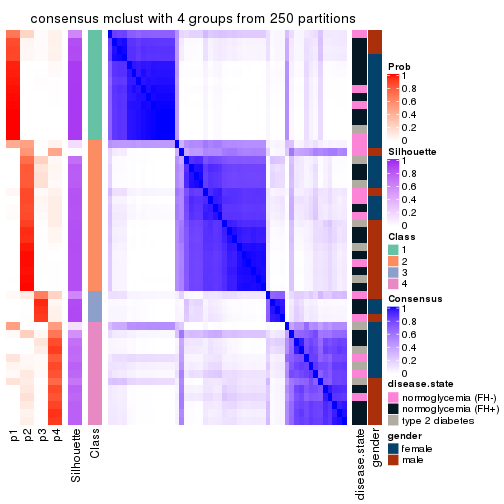 consensus mclust with 4 groups from 250 partitions
Prob
1
0.8
0.6
0.4
0.2
0
Silhouette
1
0.8
0.6
0.4
0.2
0
Class
1
2
3
4
Consensus
1
0.8
0.6
0.4
0.2
0
disease.state
normoglycemia (FH-)
normoglycemia (FH+)
type 2 diabetes
gender
female
male
p1
p2
p3
p4
Silhouette
Class
disease.state
gender